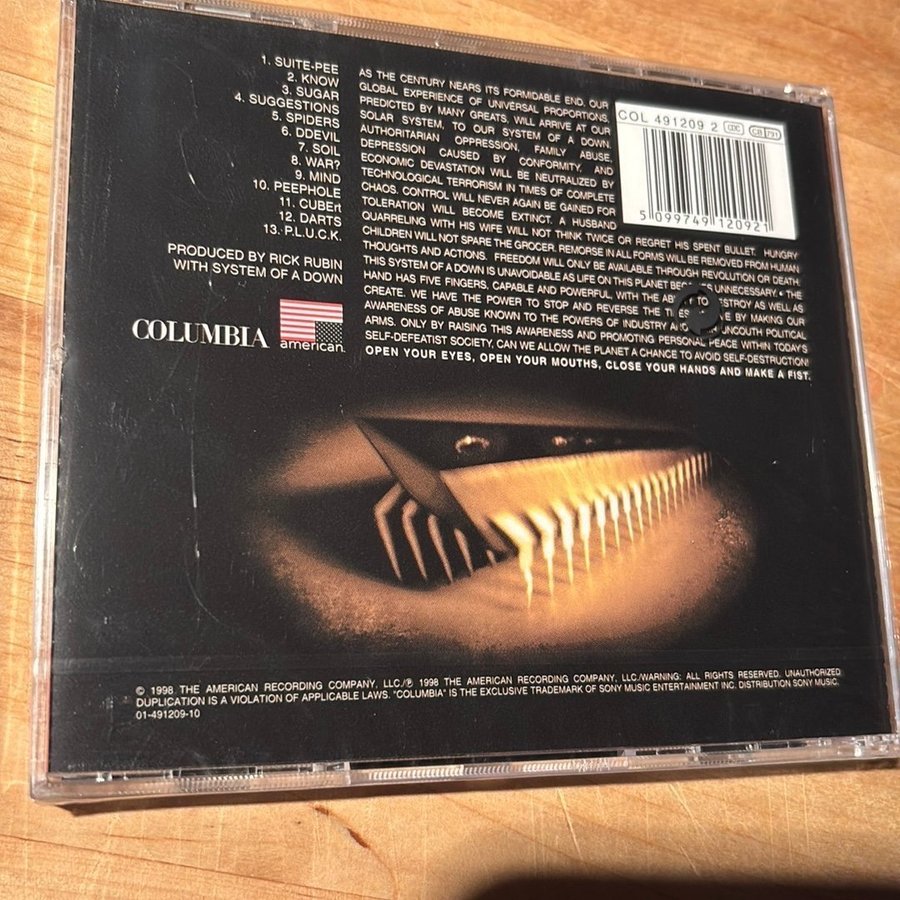 1. SUITE-PEE
2. KNOW
3. SUGAR
4. SUGGESTIONS
5. SPIDERS
6. DDEVIL
7. SOIL
8. WAR?
9. MIND
10. PEEPHOLE
11. CUBErt
12. DARTS
13. P.L.U.C.K.
PRODUCED BY RICK RUBIN
WITH SYSTEM OF A DOWN
COLUMBIA
american.
AS THE CENTURY NEARS ITS FORMIDABLE END, OUR
GLOBAL EXPERIENCE OF UNIVERSAL PROPORTIONS,
PREDICTED BY MANY GREATS, WILL ARRIVE AT OUR
SOLAR SYSTEM, TO OUR SYSTEM OF A DOWN.
AUTHORITARIAN OPPRESSION, FAMILY ABUSE,
DEPRESSION CAUSED BY CONFORMITY, AND
ECONOMIC DEVASTATION WILL BE NEUTRALIZED BY
TECHNOLOGICAL TERRORISM IN TIMES OF COMPLETE
CHAOS. CONTROL WILL NEVER AGAIN BE GAINED FOR
TOLERATION WILL BECOME EXTINCT. A HUSBAND
QUARRELING WITH HIS WIFE WILL NOT THINK TWICE OR REGRET HIS SPENT BULLET. HUNGRY
CHILDREN WILL NOT SPARE THE GROCER. REMORSE IN ALL FORMS WILL BE REMOVED FROM HUMAN
THOUGHTS AND ACTIONS. FREEDOM WILL ONLY BE AVAILABLE THROUGH REVOLUTION OR DEATH.
THIS SYSTEM OF A DOWN IS UNAVOIDABLE AS LIFE ON THIS PLANET UNNECESSARY. • THE
HAND HAS FIVE FINGERS, CAPABLE AND POWERFUL, WITH THE TO DESTROY AS WELL AS
CREATE. WE HAVE THE POWER TO STOP AND REVERSE THE BY MAKING OUR
AWARENESS OF ABUSE KNOWN TO THE POWERS OF INDUSTRY UNCOUTH POLITICAL
ARMS. ONLY BY RAISING THIS AWARENESS AND PROMOTING PERSONAL PEACE WITHIN TODAY'S
SELF-DEFEATIST SOCIETY, CAN WE ALLOW THE PLANET A CHANCE TO AVOID SELF-DESTRUCTION!
OPEN YOUR EYES, OPEN YOUR MOUTHS, CLOSE YOUR HANDS AND MAKE A FIST.
COL 491209 2 LDC CB 791
5 099749 120921
© 1998 THE AMERICAN RECORDING COMPANY, LLC./℗ 1998 THE AMERICAN RECORDING COMPANY, LLC./WARNING: ALL RIGHTS RESERVED. UNAUTHORIZED
DUPLICATION IS A VIOLATION OF APPLICABLE LAWS. "COLUMBIA" IS THE EXCLUSIVE TRADEMARK OF SONY MUSIC ENTERTAINMENT INC. DISTRIBUTION SONY MUSIC.
01-491209-10